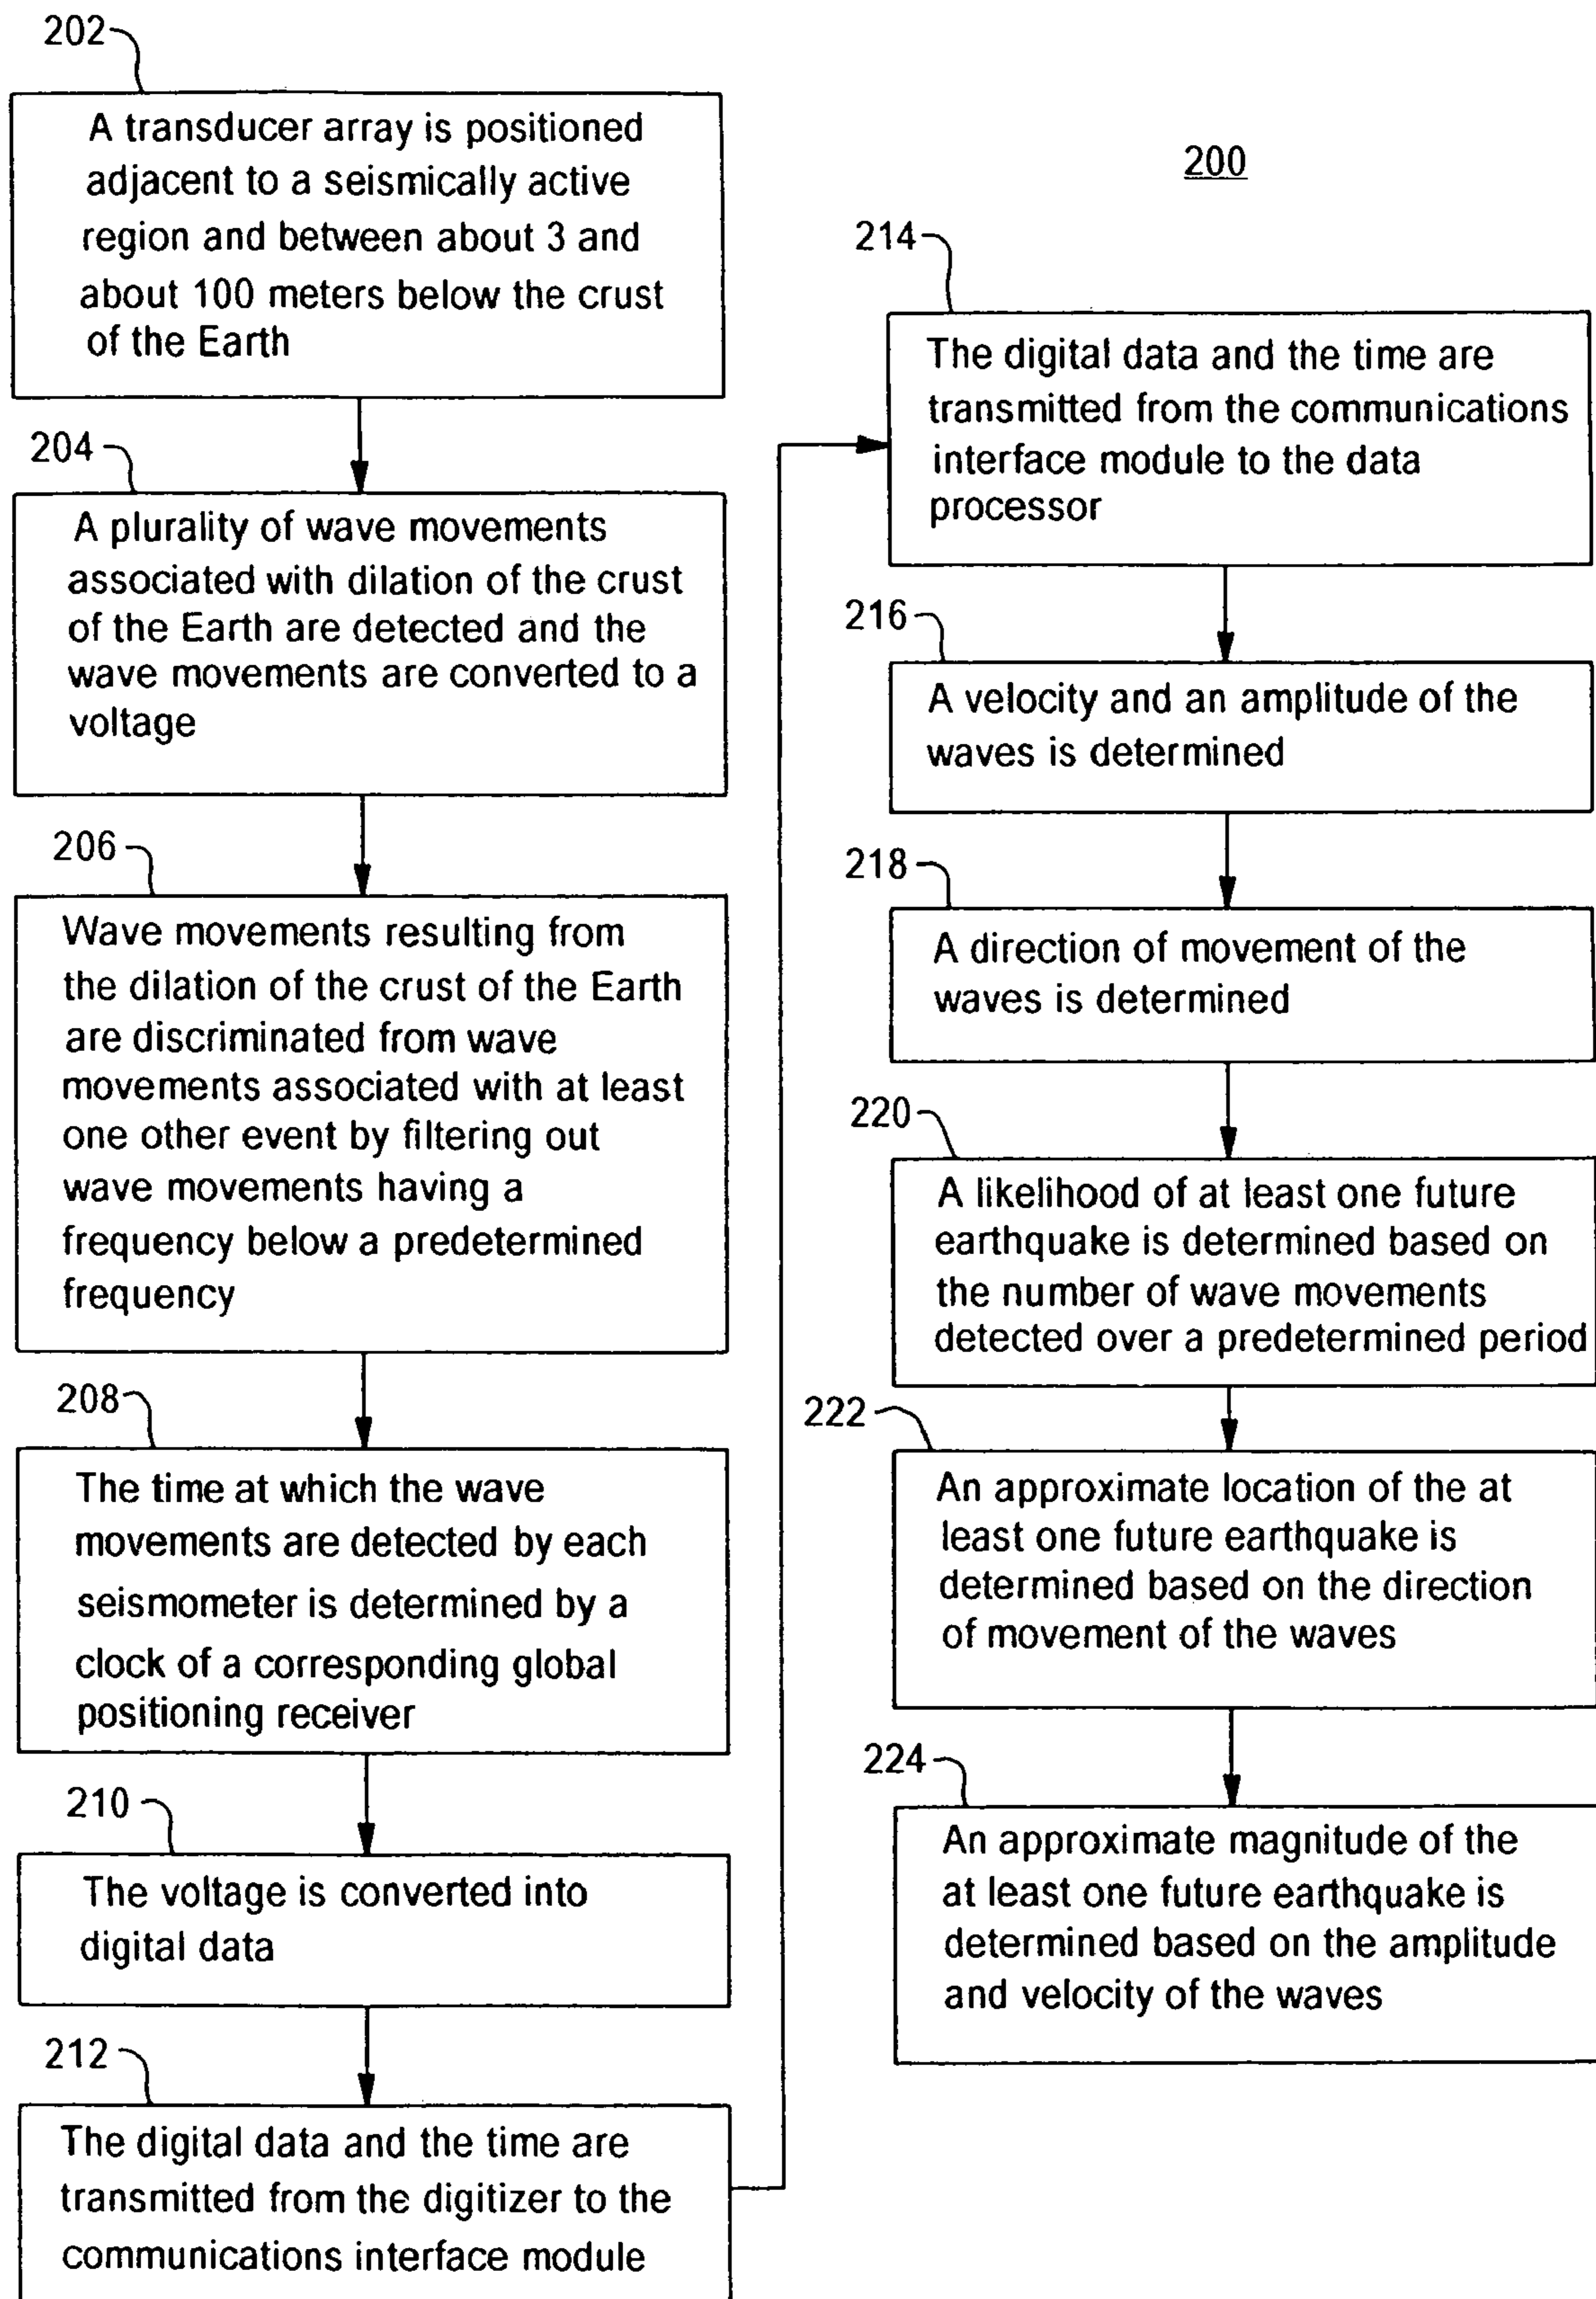 200
202
A transducer array is positioned
adjacent to a seismically active
region and between about 3 and
about 100 meters below the crust
of the Earth
204
A plurality of wave movements
associated with dilation of the crust
of the Earth are detected and the
wave movements are converted to a
voltage
206
Wave movements resulting from
the dilation of the crust of the Earth
are discriminated from wave
movements associated with at least
one other event by filtering out
wave movements having a
frequency below a predetermined
frequency
208
The time at which the wave
movements are detected by each
seismometer is determined by a
clock of a corresponding global
positioning receiver
210
The voltage is converted into
digital data
212
The digital data and the time are
transmitted from the digitizer to the
communications interface module
214
The digital data and the time are
transmitted from the communications
interface module to the data
processor
216
A velocity and an amplitude of the
waves is determined
218
A direction of movement of the
waves is determined
220
A likelihood of at least one future
earthquake is determined based on
the number of wave movements
detected over a predetermined period
222
An approximate location of the at
least one future earthquake is
determined based on the direction
of movement of the waves
224
An approximate magnitude of the
at least one future earthquake is
determined based on the amplitude
and velocity of the waves